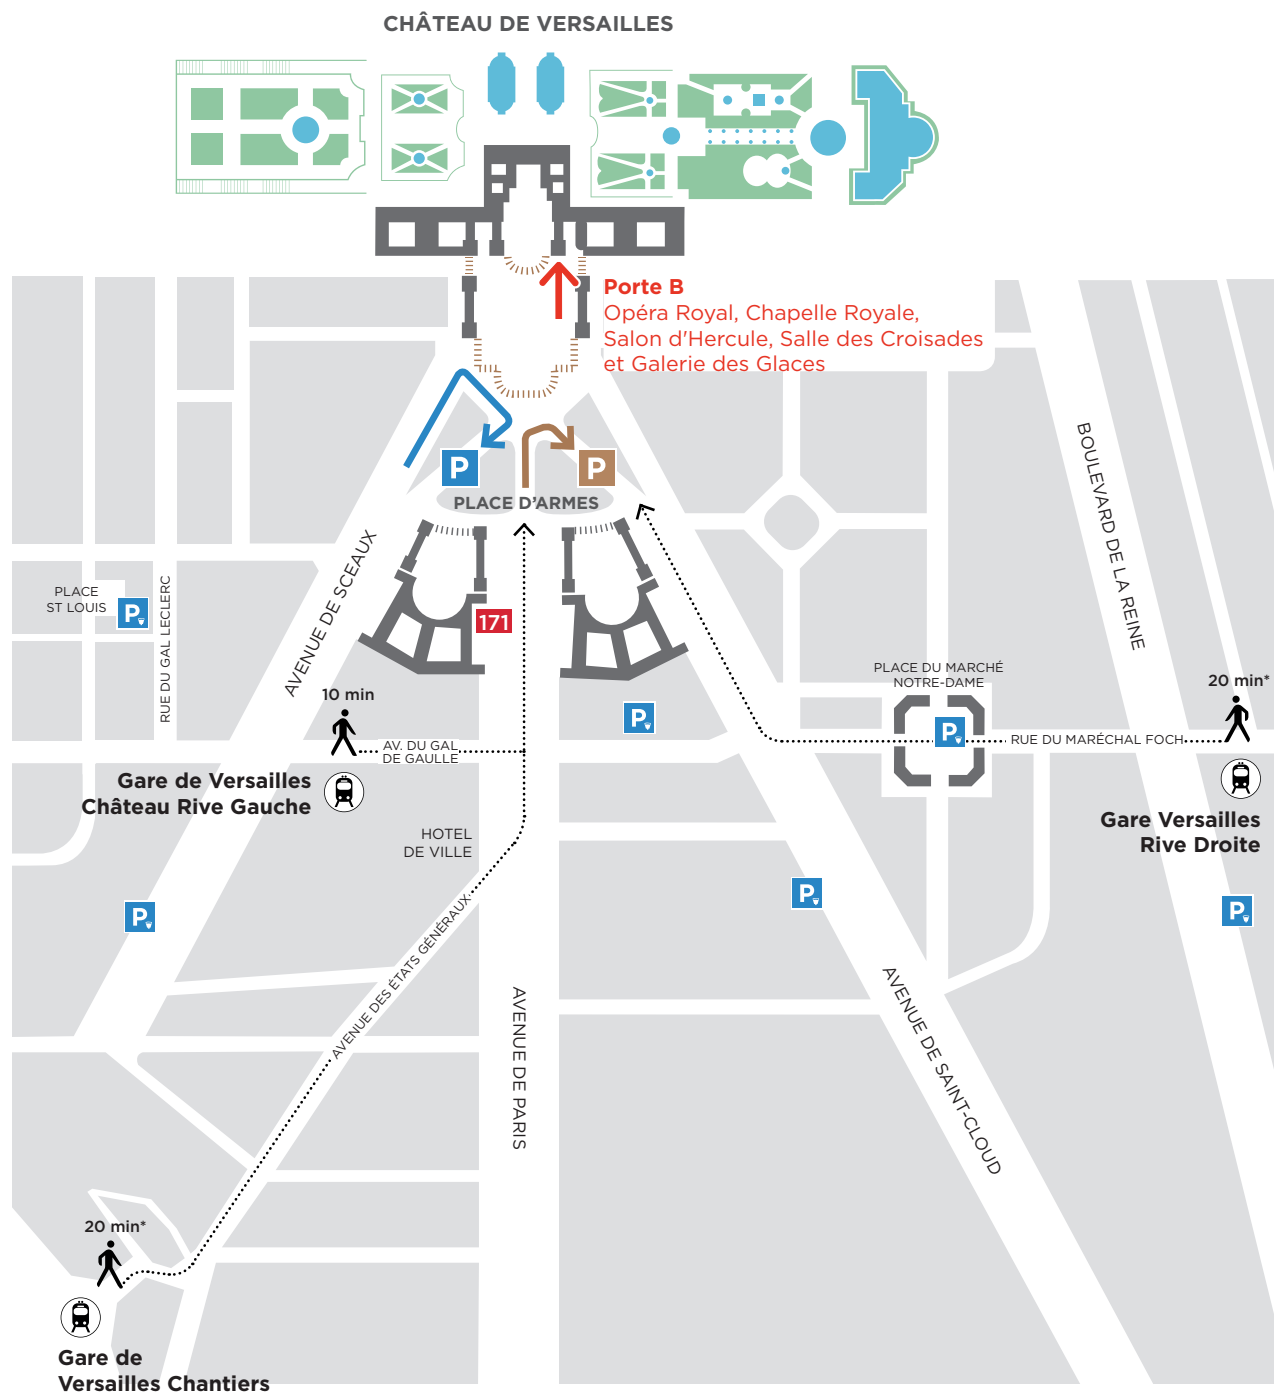 CHÂTEAU DE VERSAILLES
Porte B
Opéra Royal, Chapelle Royale,
Salon d'Hercule, Salle des Croisades
et Galerie des Glaces
P
P
PLACE D'ARMES
BOULEVARD DE LA REINE
AVENUE DE SCEAUX
PLACE
ST LOUIS
P
RUE DU GAL LECLERC
171
PLACE DU MARCHÉ
NOTRE-DAME
10 min
20 min*
P
P
AV. DU GAL
DE GAULLE
RUE DU MARÉCHAL FOCH
Gare de Versailles
Château Rive Gauche
Gare Versailles
Rive Droite
HOTEL
DE VILLE
P
P
P
AVENUE DES ÉTATS GÉNÉRAUX
AVENUE DE PARIS
AVENUE DE SAINT-CLOUD
20 min*
Gare de
Versailles Chantiers